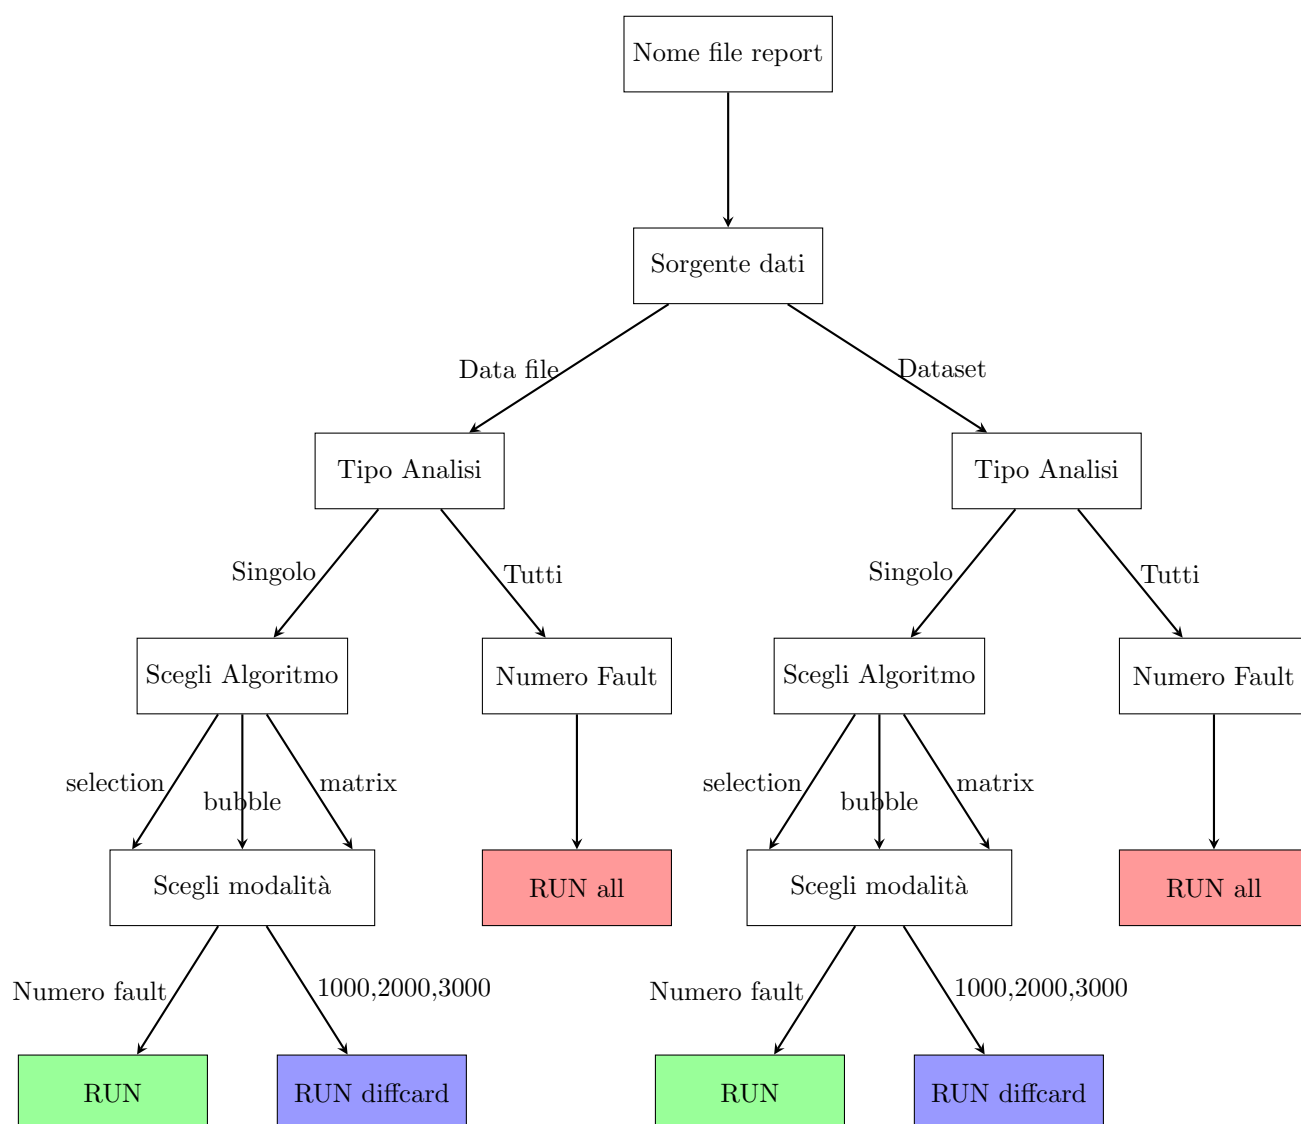 Nome file report
Sorgente dati
Data file
Dataset
Tipo Analisi
Tipo Analisi
Singolo
Tutti
Singolo
Tutti
Scegli Algoritmo
Numero Fault
Scegli Algoritmo
Numero Fault
selection
bubble
matrix
selection
bubble
matrix
Scegli modalità
RUN all
Scegli modalità
RUN all
Numero fault
1000,2000,3000
Numero fault
1000,2000,3000
RUN
RUN diffcard
RUN
RUN diffcard